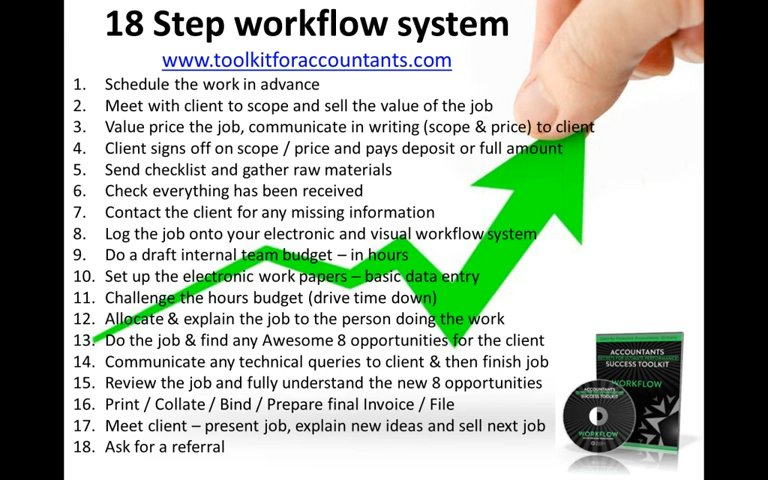 18 Step workflow system
www.toolkitforaccountants.com
1. Schedule the work in advance
2. Meet with client to scope and sell the value of the job
3. Value price the job, communicate in writing (scope & price) to client
4. Client signs off on scope / price and pays deposit or full amount
5. Send checklist and gather raw materials
6. Check everything has been received
7. Contact the client for any missing information
8. Log the job onto your electronic and visual workflow system
9. Do a draft internal team budget – in hours
10. Set up the electronic work papers – basic data entry
11. Challenge the hours budget (drive time down)
12. Allocate & explain the job to the person doing the work
13. Do the job & find any Awesome 8 opportunities for the client
14. Communicate any technical queries to client & then finish job
15. Review the job and fully understand the new 8 opportunities
16. Print / Collate / Bind / Prepare final Invoice / File
17. Meet client – present job, explain new ideas and sell next job
18. Ask for a referral
ACCOUNTANTS
SUCCESS TOOLKIT
WORKFLOW
ACCOUNTANTS
SUCCESS TOOLKIT
WORKFLOW